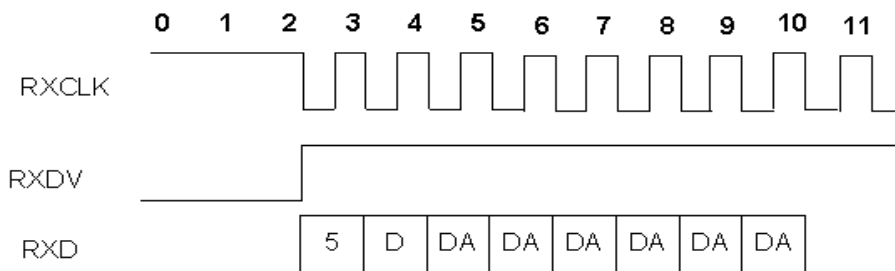 0 1 2 3 4 5 6 7 8 9 10 11
RXCLK
RXDV
RXD 5 D DA DA DA DA DA DA